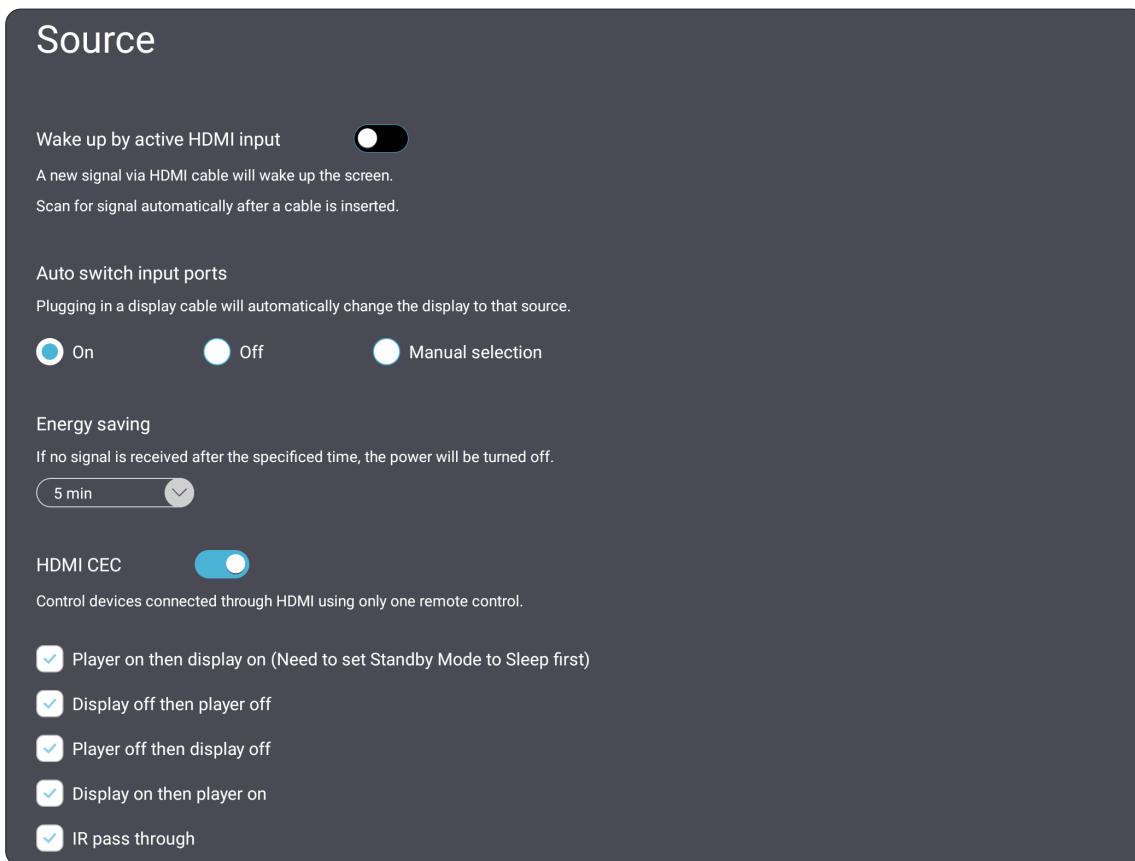 Source
Wake up by active HDMI input
A new signal via HDMI cable will wake up the screen.
Scan for signal automatically after a cable is inserted.
Auto switch input ports
Plugging in a display cable will automatically change the display to that source.
On Off Manual selection
Energy saving
If no signal is received after the specificed time, the power will be turned off.
5 min
HDMI CEC
Control devices connected through HDMI using only one remote control.
Player on then display on (Need to set Standby Mode to Sleep first)
Display off then player off
Player off then display off
Display on then player on
IR pass through